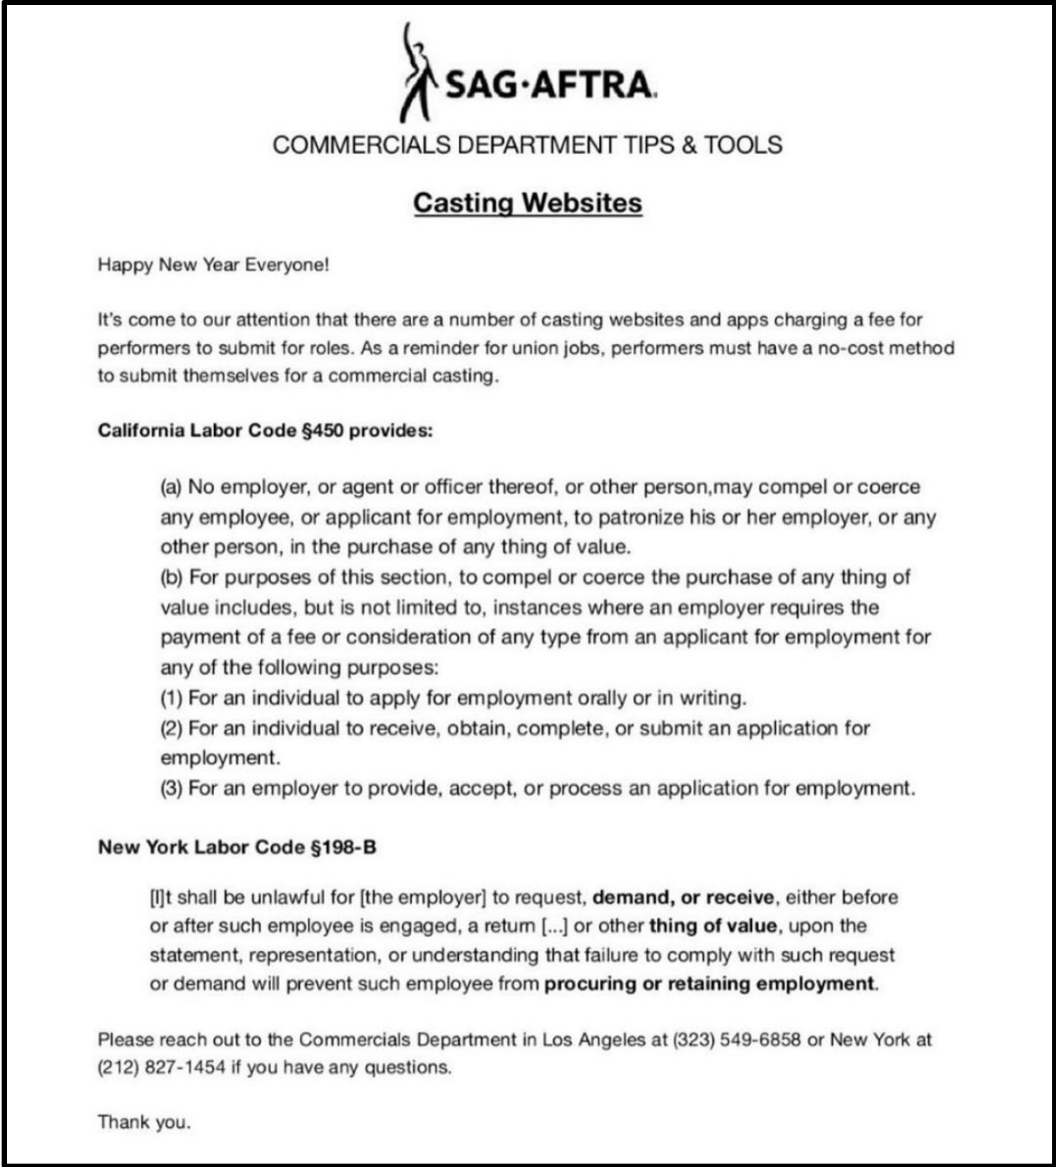 SAG·AFTRA.
COMMERCIALS DEPARTMENT TIPS & TOOLS
Casting Websites
Happy New Year Everyone!
It's come to our attention that there are a number of casting websites and apps charging a fee for
performers to submit for roles. As a reminder for union jobs, performers must have a no-cost method
to submit themselves for a commercial casting.
California Labor Code §450 provides:
(a) No employer, or agent or officer thereof, or other person,may compel or coerce
any employee, or applicant for employment, to patronize his or her employer, or any
other person, in the purchase of any thing of value.
(b) For purposes of this section, to compel or coerce the purchase of any thing of
value includes, but is not limited to, instances where an employer requires the
payment of a fee or consideration of any type from an applicant for employment for
any of the following purposes:
(1) For an individual to apply for employment orally or in writing.
(2) For an individual to receive, obtain, complete, or submit an application for
employment.
(3) For an employer to provide, accept, or process an application for employment.
New York Labor Code §198-B
[I]t shall be unlawful for [the employer] to request, demand, or receive, either before
or after such employee is engaged, a return [...] or other thing of value, upon the
statement, representation, or understanding that failure to comply with such request
or demand will prevent such employee from procuring or retaining employment.
Please reach out to the Commercials Department in Los Angeles at (323) 549-6858 or New York at
(212) 827-1454 if you have any questions.
Thank you.